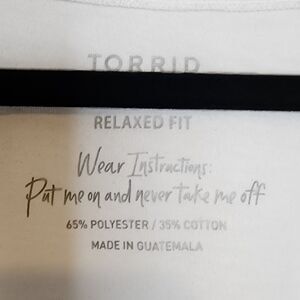 TORRID
RELAXED FIT
Wear Instructions:
Put me on and never take me off
65% POLYESTER / 35% COTTON
MADE IN GUATEMALA